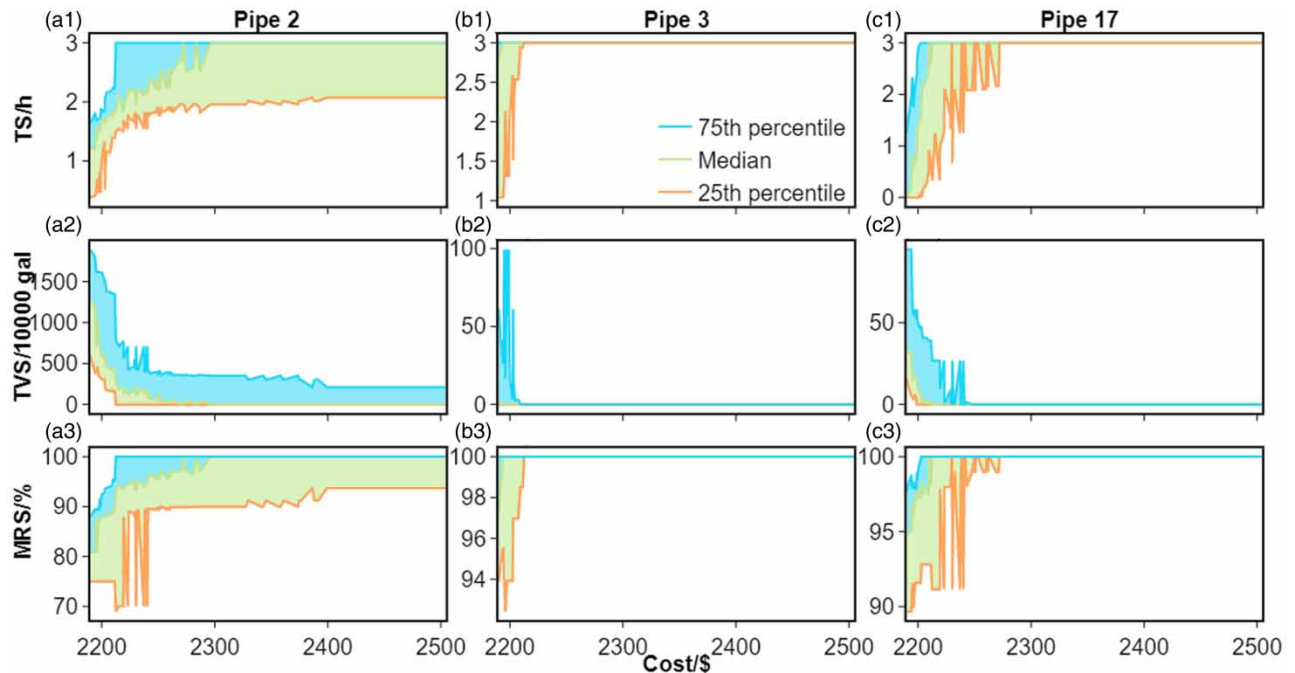 (a1) Pipe 2 (b1) Pipe 3 (c1) Pipe 17
TS/h
3
2
1
3
2.5
2
1.5
1
75th percentile
Median
25th percentile
3
2
1
0
(a2) (b2) (c2)
TVS/10000 gal
1500
1000
500
0
100
50
0
50
0
(a3) (b3) (c3)
MRS/%
100
90
80
70
100
98
96
94
100
95
90
2200 2300 2400 2500 2200 2300 2400 2500 2200 2300 2400 2500
Cost/$